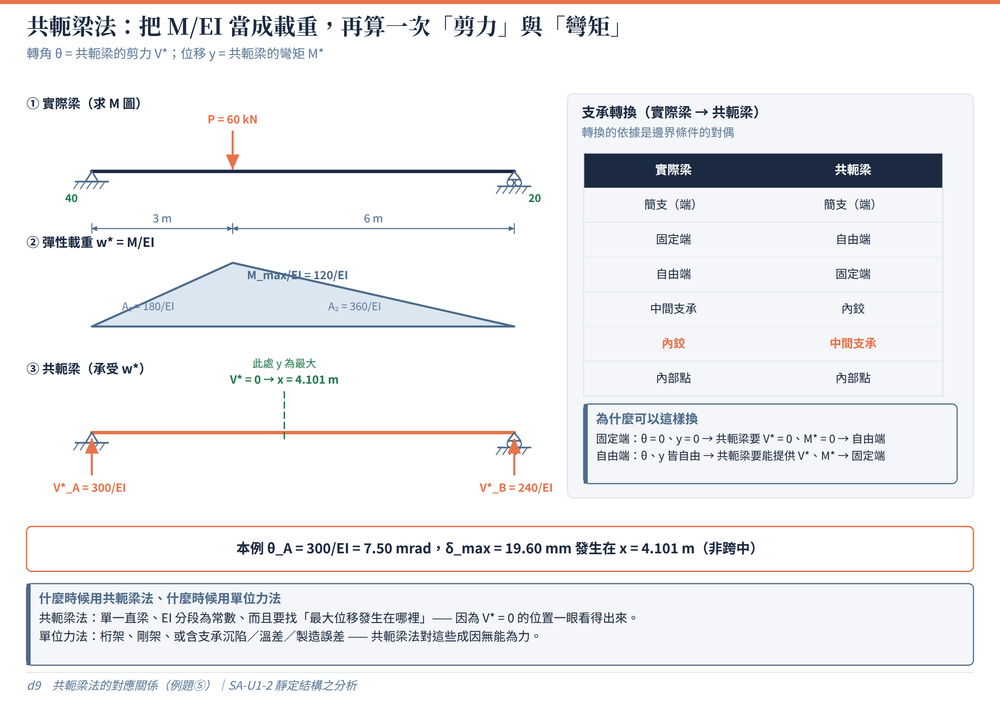 共軛梁法：把 M/EI 當成載重，再算一次「剪力」與「彎矩」
轉角 θ = 共軛梁的剪力 V*；位移 y = 共軛梁的彎矩 M*
① 實際梁（求 M 圖）
P = 60 kN
40
20
3 m
6 m
② 彈性載重 w* = M/EI
M_max/EI = 120/EI
A₁ = 180/EI
A₂ = 360/EI
③ 共軛梁（承受 w*）
此處 y 為最大
V* = 0 → x = 4.101 m
V*_A = 300/EI
V*_B = 240/EI
支承轉換（實際梁 → 共軛梁）
轉換的依據是邊界條件的對偶
實際梁 共軛梁
簡支（端） 簡支（端）
固定端 自由端
自由端 固定端
中間支承 內鉸
內鉸 中間支承
內部點 內部點
為什麼可以這樣換
固定端：θ = 0、y = 0 → 共軛梁要 V* = 0、M* = 0 → 自由端
自由端：θ、y 皆自由 → 共軛梁要能提供 V*、M* → 固定端
本例 θ_A = 300/EI = 7.50 mrad，δ_max = 19.60 mm 發生在 x = 4.101 m（非跨中）
什麼時候用共軛梁法、什麼時候用單位力法
共軛梁法：單一直梁、EI 分段為常數、而且要找「最大位移發生在哪裡」—— 因為 V* = 0 的位置一眼看得出來。
單位力法：桁架、剛架、或含支承沉陷／溫差／製造誤差 —— 共軛梁法對這些成因無能為力。
d9 共軛梁法的對應關係（例題⑤）｜SA-U1-2 靜定結構之分析